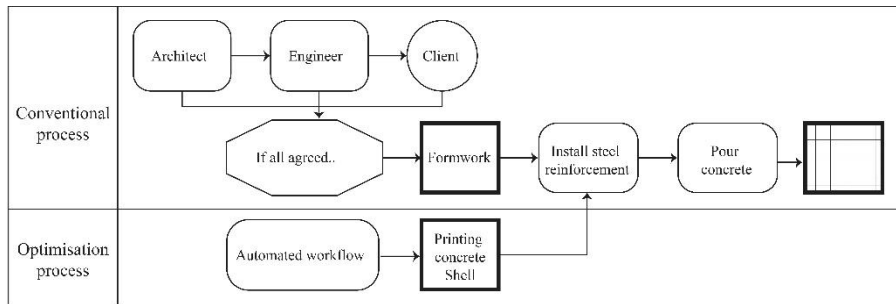 Conventional
process
Architect
Engineer
Client
If all agreed..
Formwork
Install steel
reinforcement
Pour
concrete
Optimisation
process
Automated workflow
Printing
concrete
Shell